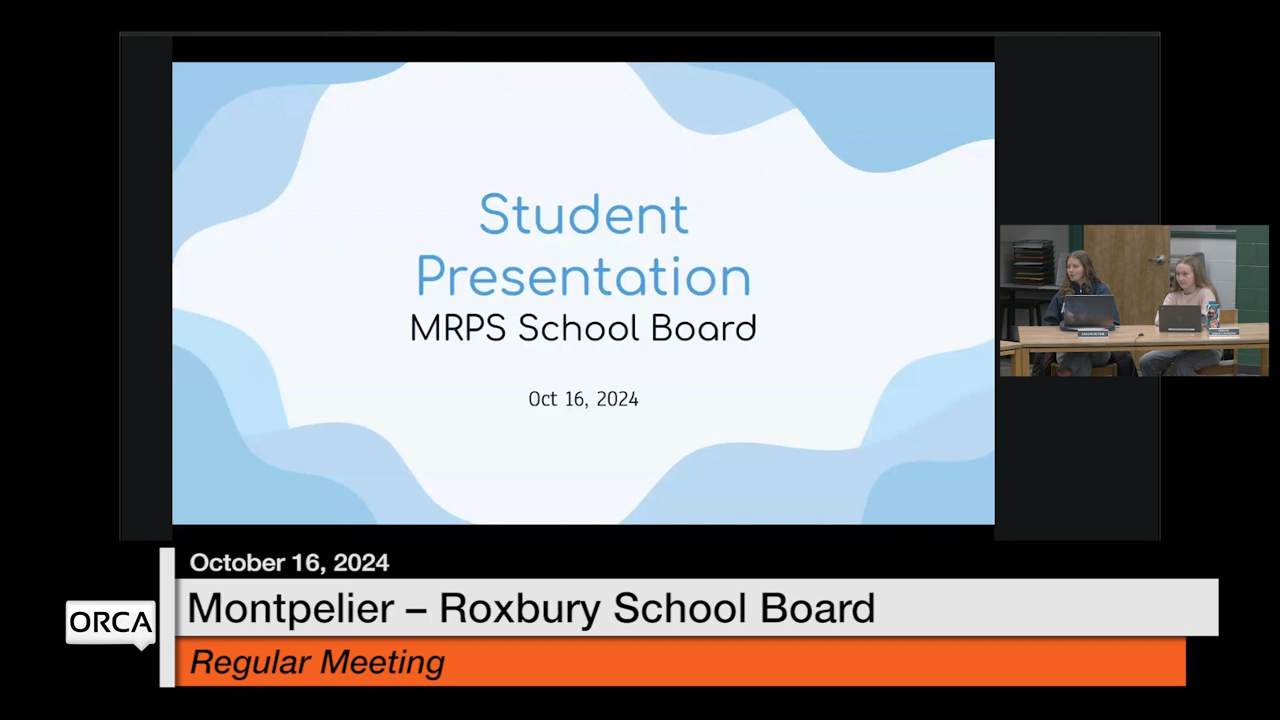 Student
Presentation
MRPS School Board
Oct 16, 2024
October 16, 2024
Montpelier – Roxbury School Board
ORCA
Regular Meeting